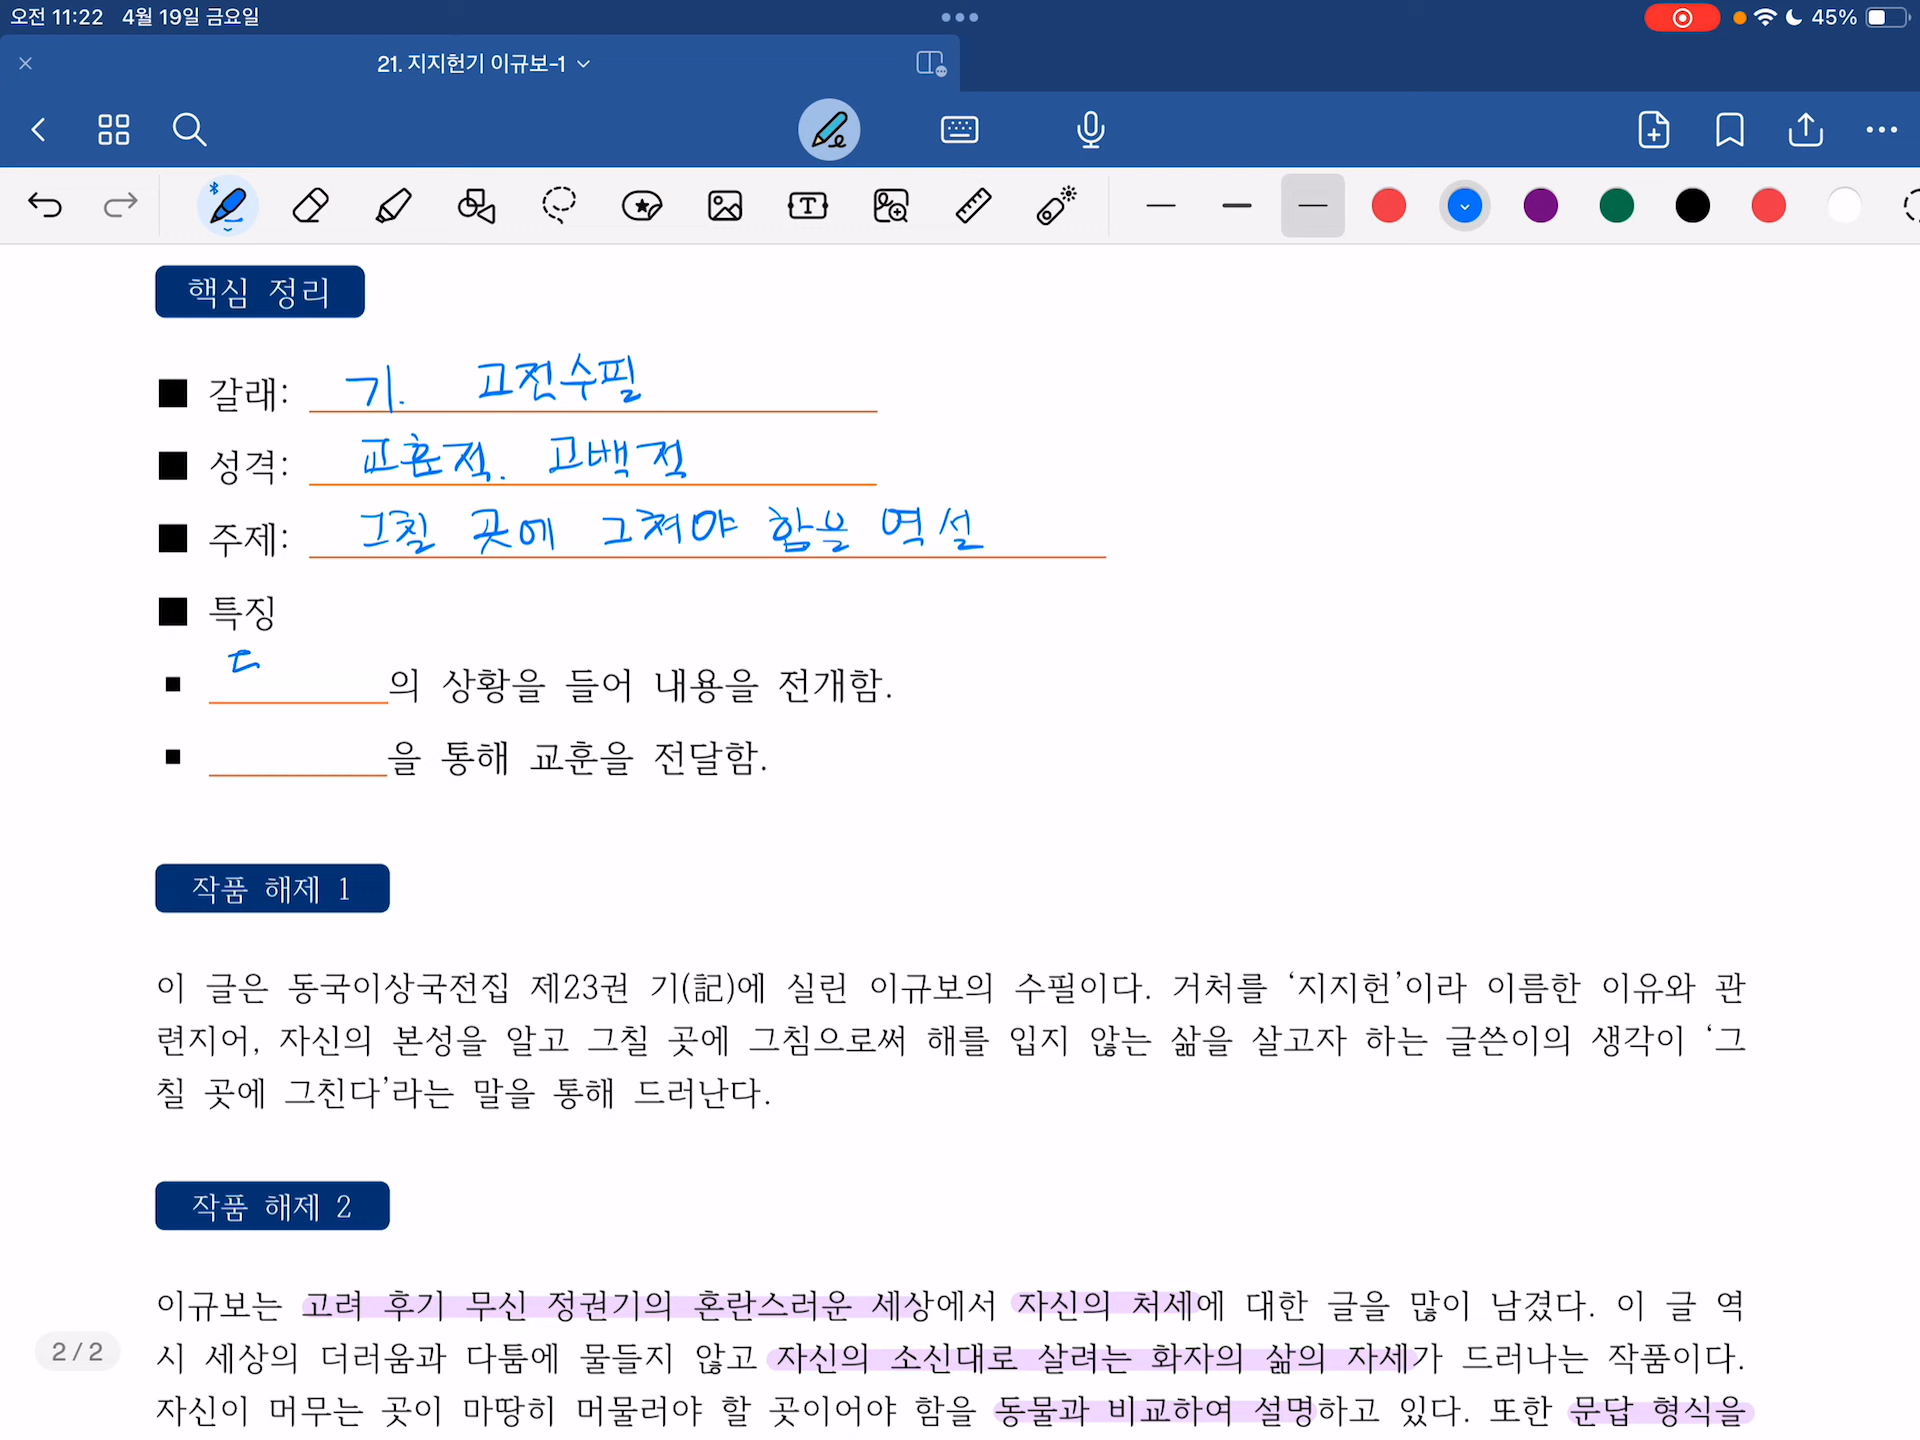 오전 11:22 4월 19일 금요일
45%
21. 지지헌기 이규보-1
핵심 정리
■ 갈래: 기. 고전수필
■ 성격: 교훈적. 고백적
■ 주제: 그칠 곳에 그쳐야 함을 역설
■ 특징
▪ ㄷ 의 상황을 들어 내용을 전개함.
▪ 을 통해 교훈을 전달함.
작품 해제 1
이 글은 동국이상국전집 제23권 기(記)에 실린 이규보의 수필이다. 거처를 ‘지지헌’이라 이름한 이유와 관
련지어, 자신의 본성을 알고 그칠 곳에 그침으로써 해를 입지 않는 삶을 살고자 하는 글쓴이의 생각이 ‘그
칠 곳에 그친다’라는 말을 통해 드러난다.
작품 해제 2
이규보는 고려 후기 무신 정권기의 혼란스러운 세상에서 자신의 처세에 대한 글을 많이 남겼다. 이 글 역
시 세상의 더러움과 다툼에 물들지 않고 자신의 소신대로 살려는 화자의 삶의 자세가 드러나는 작품이다.
자신이 머무는 곳이 마땅히 머물러야 할 곳이어야 함을 동물과 비교하여 설명하고 있다. 또한 문답 형식을
2 / 2